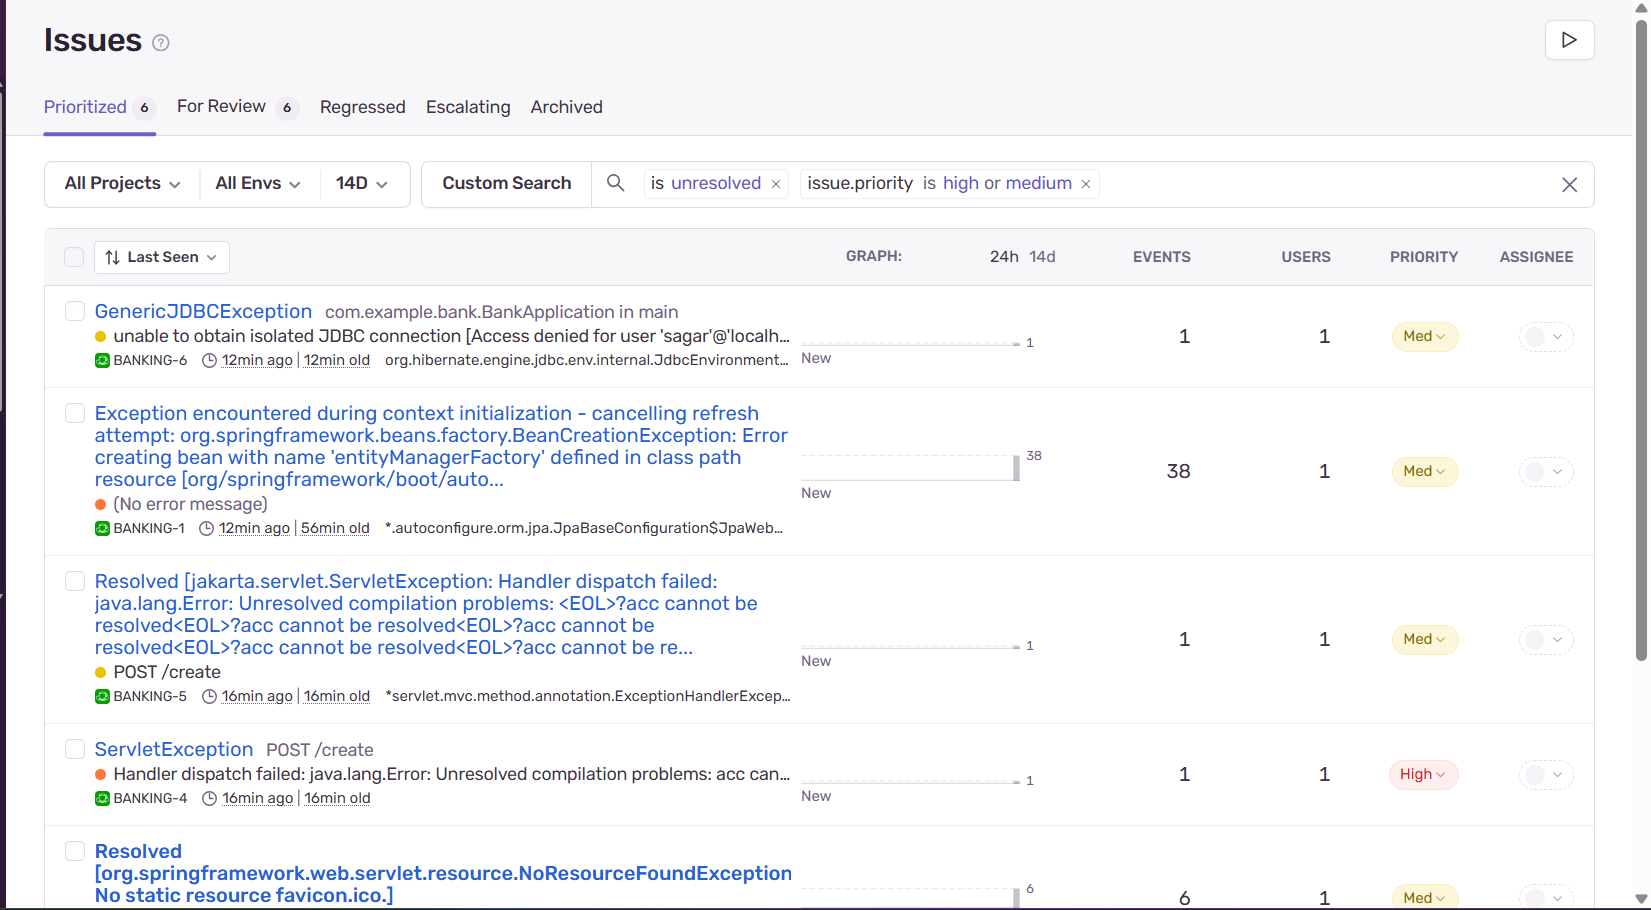 Issues ?
Prioritized 6 For Review 6 Regressed Escalating Archived
All Projects All Envs 14D Custom Search is unresolved × issue.priority is high or medium ×
Last Seen GRAPH: 24h 14d EVENTS USERS PRIORITY ASSIGNEE
GenericJDBCException com.example.bank.BankApplication in main
unable to obtain isolated JDBC connection [Access denied for user 'sagar'@'localh...
BANKING-6 12min ago | 12min old org.hibernate.engine.jdbc.env.internal.JdbcEnvironment...
1
New
1 1 Med
Exception encountered during context initialization - cancelling refresh
attempt: org.springframework.beans.factory.BeanCreationException: Error
creating bean with name 'entityManagerFactory' defined in class path
resource [org/springframework/boot/auto...
(No error message)
BANKING-1 12min ago | 56min old *.autoconfigure.orm.jpa.JpaBaseConfiguration$JpaWeb...
38
New
38 1 Med
Resolved [jakarta.servlet.ServletException: Handler dispatch failed:
java.lang.Error: Unresolved compilation problems: <EOL>?acc cannot be
resolved<EOL>?acc cannot be resolved<EOL>?acc cannot be
resolved<EOL>?acc cannot be resolved<EOL>?acc cannot be re...
POST /create
BANKING-5 16min ago | 16min old *servlet.mvc.method.annotation.ExceptionHandlerExcep...
1
New
1 1 Med
ServletException POST /create
Handler dispatch failed: java.lang.Error: Unresolved compilation problems: acc can...
BANKING-4 16min ago | 16min old
1
New
1 1 High
Resolved
[org.springframework.web.servlet.resource.NoResourceFoundException
No static resource favicon.ico.]
6
6 1 Med